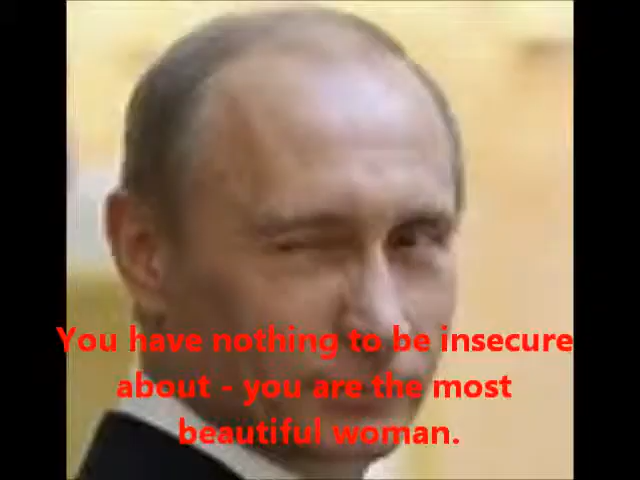 You have nothing to be insecure
about - you are the most
beautiful woman.